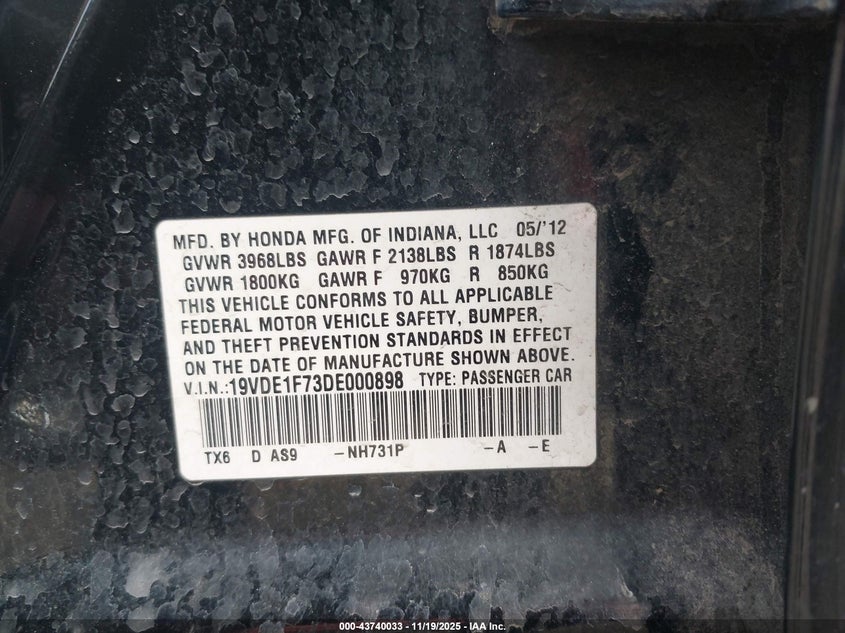 MFD. BY HONDA MFG. OF INDIANA, LLC 05/'12
GVWR 3968LBS GAWR F 2138LBS R 1874LBS
GVWR 1800KG GAWR F 970KG R 850KG
THIS VEHICLE CONFORMS TO ALL APPLICABLE
FEDERAL MOTOR VEHICLE SAFETY, BUMPER,
AND THEFT PREVENTION STANDARDS IN EFFECT
ON THE DATE OF MANUFACTURE SHOWN ABOVE.
V.I.N.:19VDE1F73DE000898 TYPE: PASSENGER CAR
TX6 D AS9 -NH731P -A -E
000-43740033 - 11/19/2025 - IAA Inc.